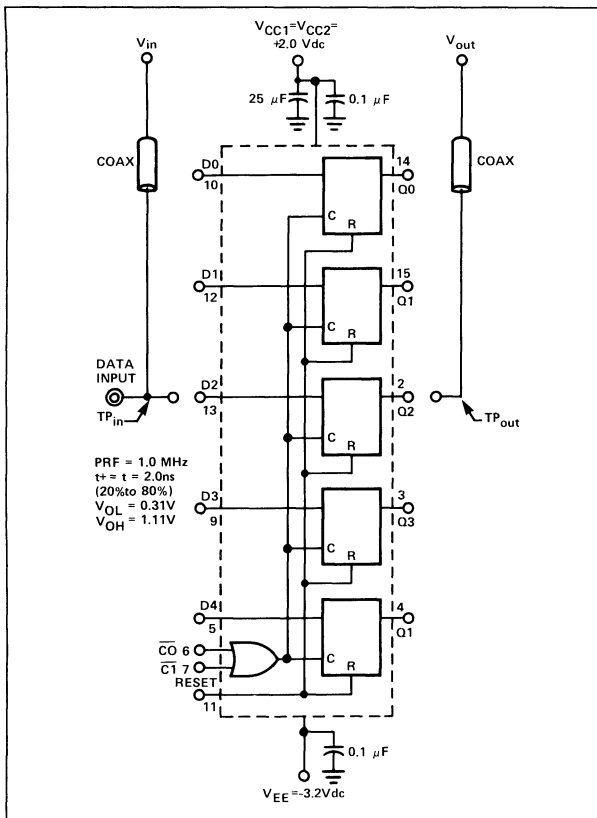 VCC1=VCC2=
+2.0 Vdc
Vin
Vout
25 µF
0.1 µF
COAX
COAX
D0
10
14
Q0
C
R
D1
12
15
Q1
C
R
DATA
INPUT
TPin
D2
13
2
Q2
C
R
TPout
PRF = 1.0 MHz
t+ = t = 2.0ns
(20%to 80%)
VOL = 0.31V
VOH = 1.11V
D3
9
3
Q3
C
R
D4
5
4
Q1
C
R
C̅O̅ 6
C̅1̅ 7
RESET
11
0.1 µF
VEE =-3.2Vdc